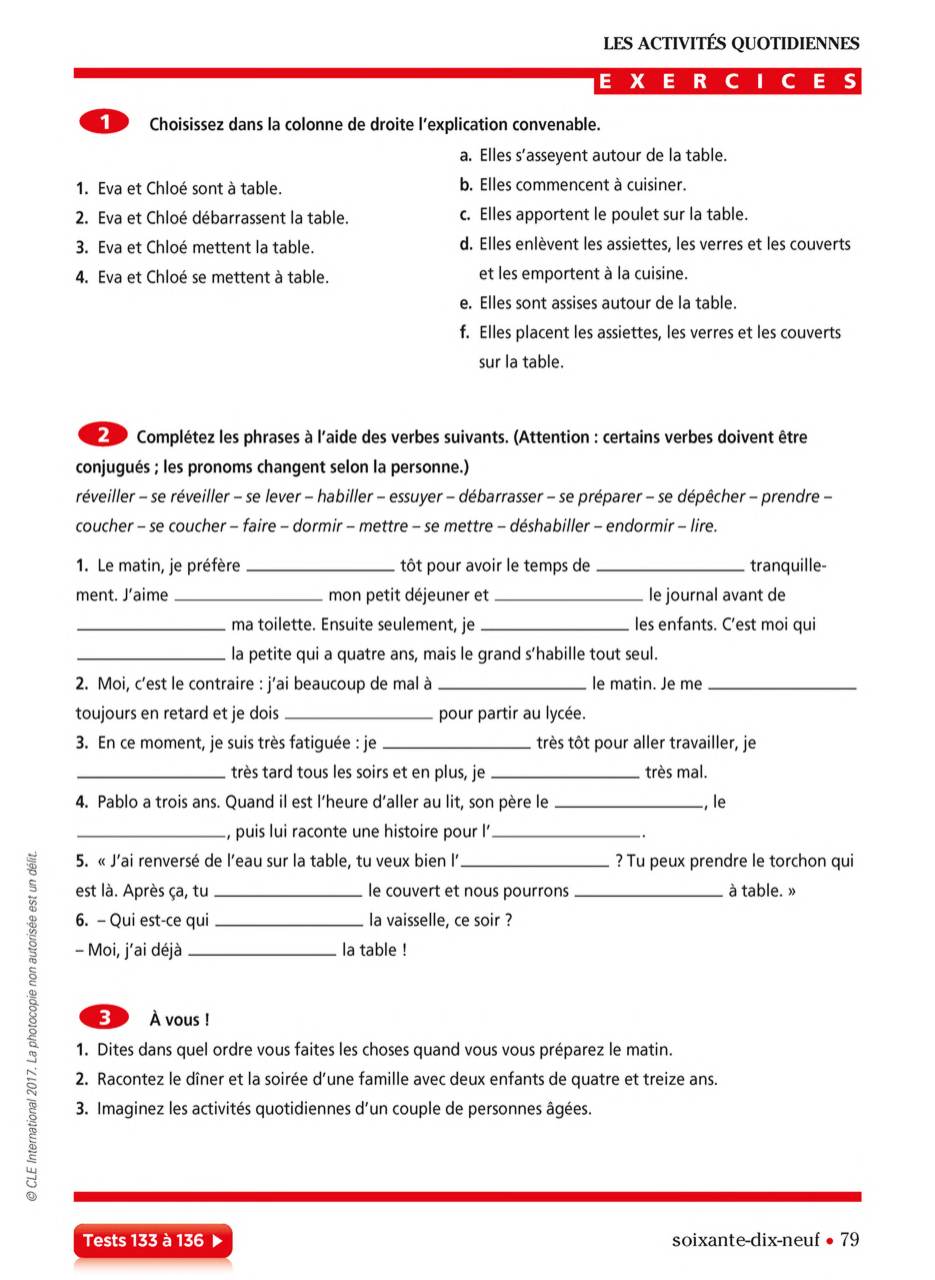 LES ACTIVITÉS QUOTIDIENNES
EXERCICES
1 Choisissez dans la colonne de droite l'explication convenable.
1. Eva et Chloé sont à table.
2. Eva et Chloé débarrassent la table.
3. Eva et Chloé mettent la table.
4. Eva et Chloé se mettent à table.
a. Elles s'asseyent autour de la table.
b. Elles commencent à cuisiner.
c. Elles apportent le poulet sur la table.
d. Elles enlèvent les assiettes, les verres et les couverts
et les emportent à la cuisine.
e. Elles sont assises autour de la table.
f. Elles placent les assiettes, les verres et les couverts
sur la table.
2 Complétez les phrases à l'aide des verbes suivants. (Attention : certains verbes doivent être
conjugués ; les pronoms changent selon la personne.)
réveiller – se réveiller – se lever – habiller – essuyer – débarrasser – se préparer – se dépêcher – prendre –
coucher – se coucher – faire – dormir – mettre – se mettre – déshabiller – endormir – lire.
1. Le matin, je préfère ________ tôt pour avoir le temps de ________ tranquille-
ment. J'aime ________ mon petit déjeuner et ________ le journal avant de
________ ma toilette. Ensuite seulement, je ________ les enfants. C'est moi qui
________ la petite qui a quatre ans, mais le grand s'habille tout seul.
2. Moi, c'est le contraire : j'ai beaucoup de mal à ________ le matin. Je me ________
toujours en retard et je dois ________ pour partir au lycée.
3. En ce moment, je suis très fatiguée : je ________ très tôt pour aller travailler, je
________ très tard tous les soirs et en plus, je ________ très mal.
4. Pablo a trois ans. Quand il est l'heure d'aller au lit, son père le ________, le
________, puis lui raconte une histoire pour l'________.
5. « J'ai renversé de l'eau sur la table, tu veux bien l'________ ? Tu peux prendre le torchon qui
est là. Après ça, tu ________ le couvert et nous pourrons ________ à table. »
6. – Qui est-ce qui ________ la vaisselle, ce soir ?
– Moi, j'ai déjà ________ la table !
3 À vous !
1. Dites dans quel ordre vous faites les choses quand vous vous préparez le matin.
2. Racontez le dîner et la soirée d'une famille avec deux enfants de quatre et treize ans.
3. Imaginez les activités quotidiennes d'un couple de personnes âgées.
© CLE International 2017. La photocopie non autorisée est un délit.
Tests 133 à 136 ▶
soixante-dix-neuf • 79